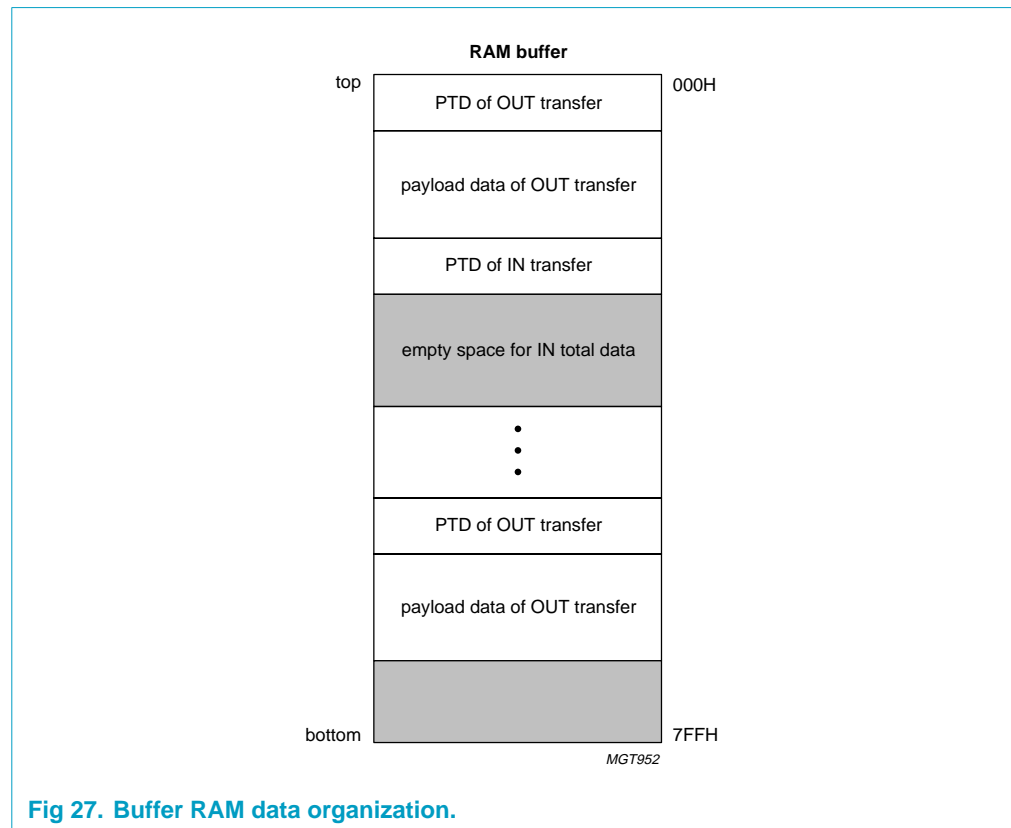 RAM buffer
top
000H
PTD of OUT transfer
payload data of OUT transfer
PTD of IN transfer
empty space for IN total data
PTD of OUT transfer
payload data of OUT transfer
bottom
7FFH
MGT952
Fig 27. Buffer RAM data organization.